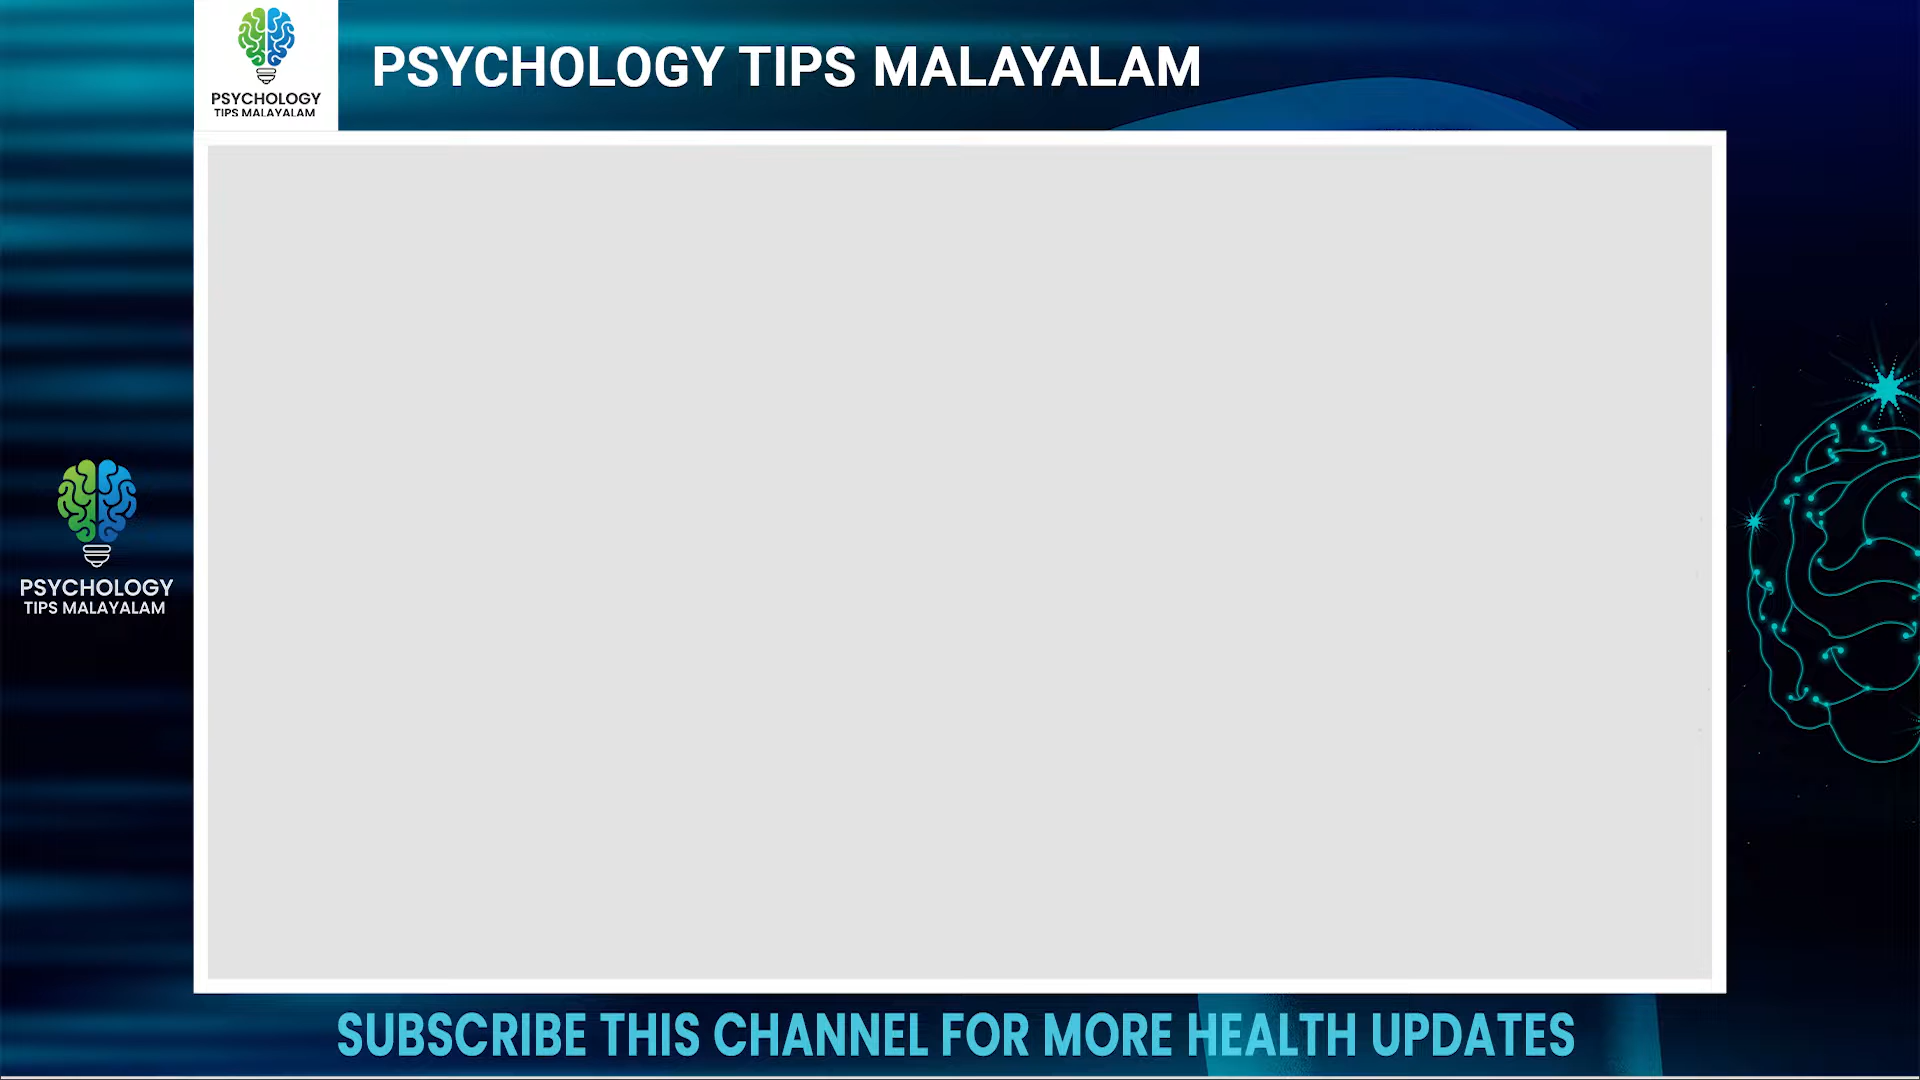 PSYCHOLOGY
TIPS MALAYALAM
PSYCHOLOGY TIPS MALAYALAM
PSYCHOLOGY
TIPS MALAYALAM
SUBSCRIBE THIS CHANNEL FOR MORE HEALTH UPDATES